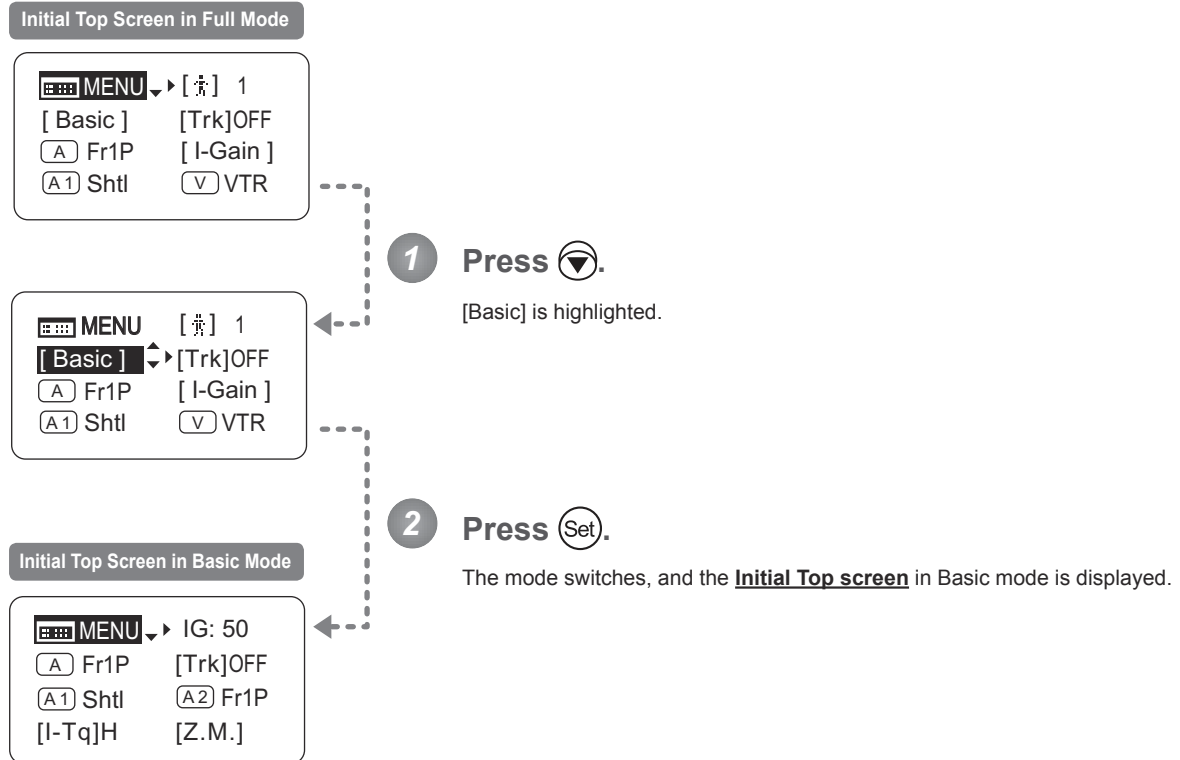 Initial Top Screen in Full Mode
MENU [ ] 1
[ Basic ] [Trk]OFF
A Fr1P [ I-Gain ]
A1 Shtl V VTR
1 Press .
[Basic] is highlighted.
MENU [ ] 1
[ Basic ] [Trk]OFF
A Fr1P [ I-Gain ]
A1 Shtl V VTR
2 Press Set.
The mode switches, and the Initial Top screen in Basic mode is displayed.
Initial Top Screen in Basic Mode
MENU IG: 50
A Fr1P [Trk]OFF
A1 Shtl A2 Fr1P
[I-Tq]H [Z.M.]